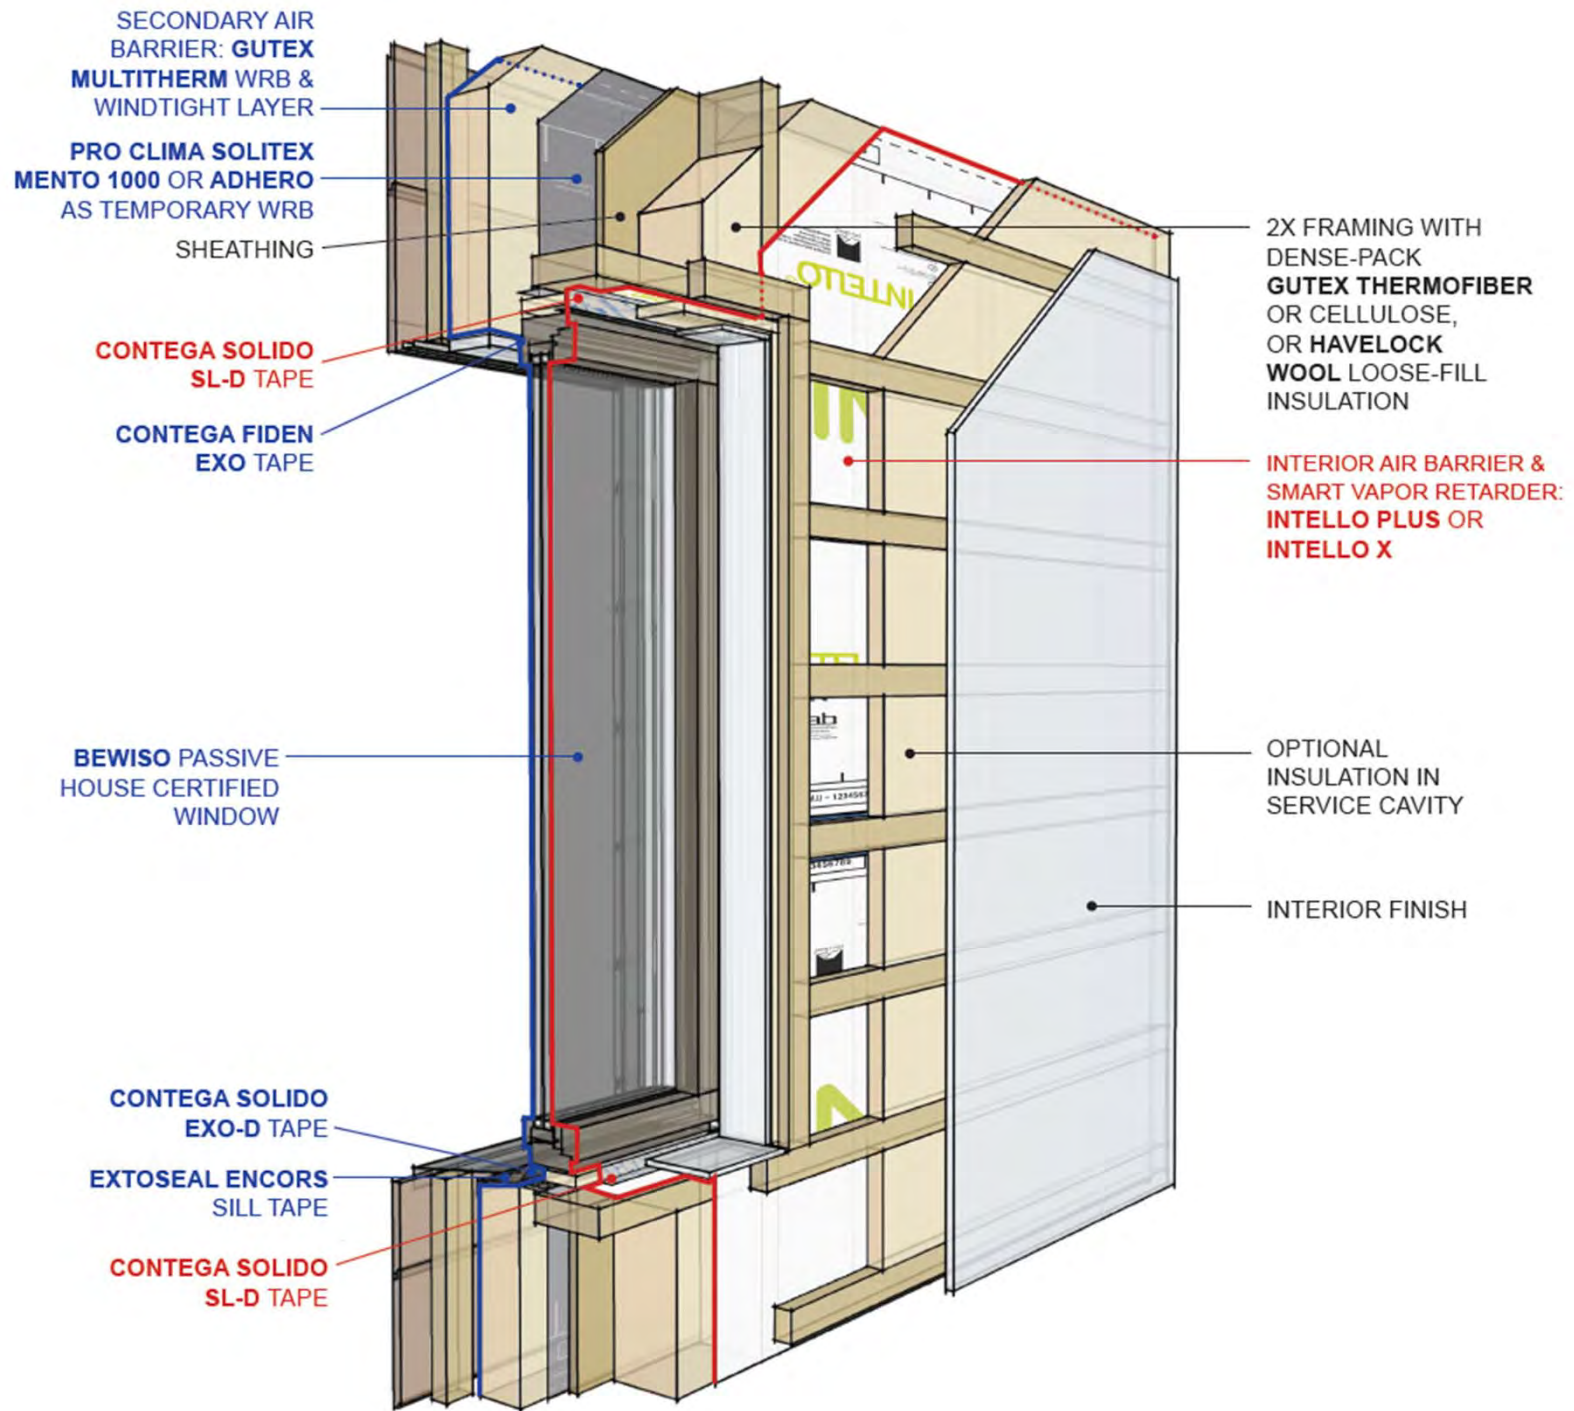 SECONDARY AIR
BARRIER: GUTEX
MULTITHERM WRB &
WINDTIGHT LAYER
PRO CLIMA SOLITEX
MENTO 1000 OR ADHERO
AS TEMPORARY WRB
SHEATHING
CONTEGA SOLIDO
SL-D TAPE
CONTEGA FIDEN
EXO TAPE
BEWISO PASSIVE
HOUSE CERTIFIED
WINDOW
CONTEGA SOLIDO
EXO-D TAPE
EXTOSEAL ENCORS
SILL TAPE
CONTEGA SOLIDO
SL-D TAPE
INTELLO
2X FRAMING WITH
DENSE-PACK
GUTEX THERMOFIBER
OR CELLULOSE,
OR HAVELOCK
WOOL LOOSE-FILL
INSULATION
INTERIOR AIR BARRIER &
SMART VAPOR RETARDER:
INTELLO PLUS OR
INTELLO X
OPTIONAL
INSULATION IN
SERVICE CAVITY
INTERIOR FINISH